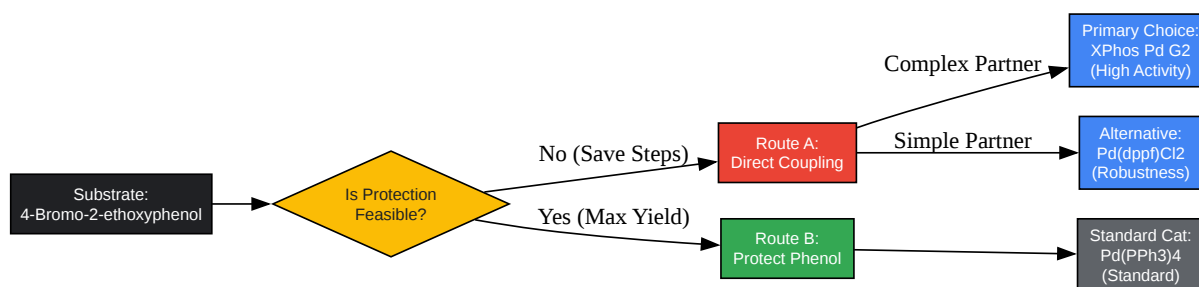 Substrate:
4-Bromo-2-ethoxyphenol
Is Protection
Feasible?
No (Save Steps)
Yes (Max Yield)
Route A:
Direct Coupling
Route B:
Protect Phenol
Complex Partner
Simple Partner
Primary Choice:
XPhos Pd G2
(High Activity)
Alternative:
Pd(dppf)Cl2
(Robustness)
Standard Cat:
Pd(PPh3)4
(Standard)